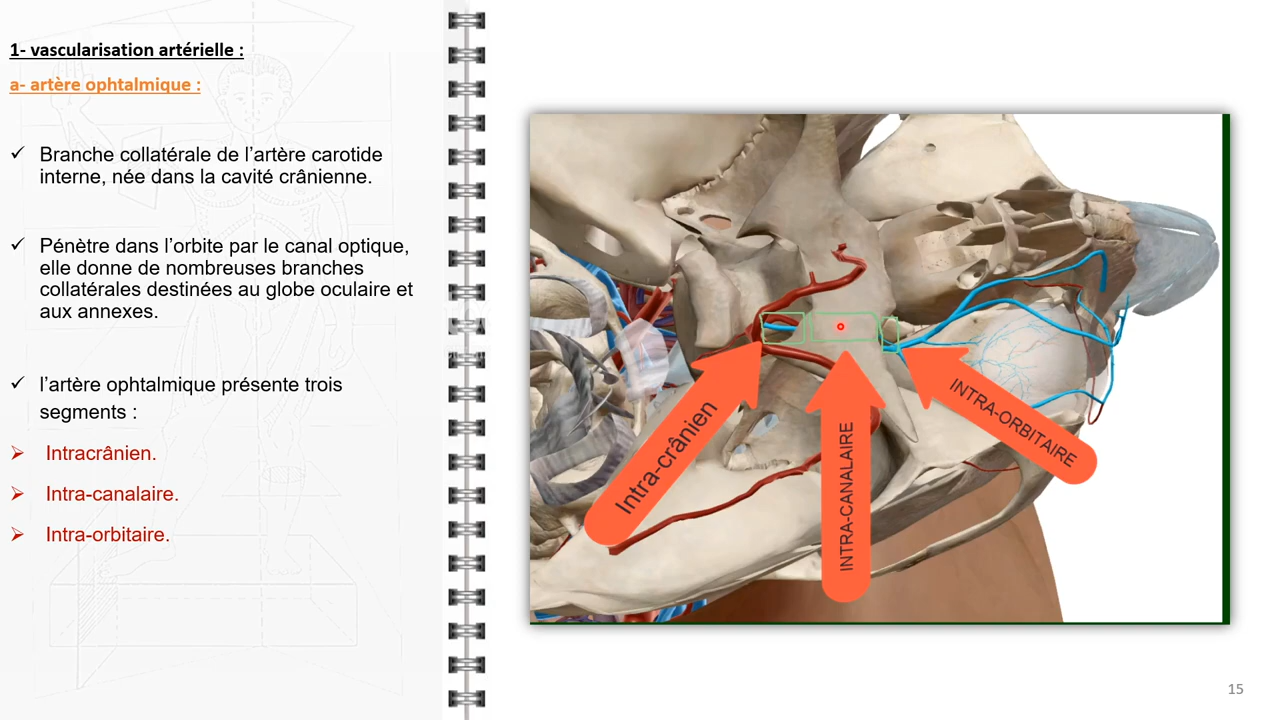 1- vascularisation artérielle :
a- artère ophtalmique :
✓ Branche collatérale de l’artère carotide
interne, née dans la cavité crânienne.
✓ Pénètre dans l’orbite par le canal optique,
elle donne de nombreuses branches
collatérales destinées au globe oculaire et
aux annexes.
✓ l’artère ophtalmique présente trois
segments :
➢ Intracrânien.
➢ Intra-canalaire.
➢ Intra-orbitaire.
Intra-crânien
INTRA-CANALAIRE
INTRA-ORBITAIRE
15